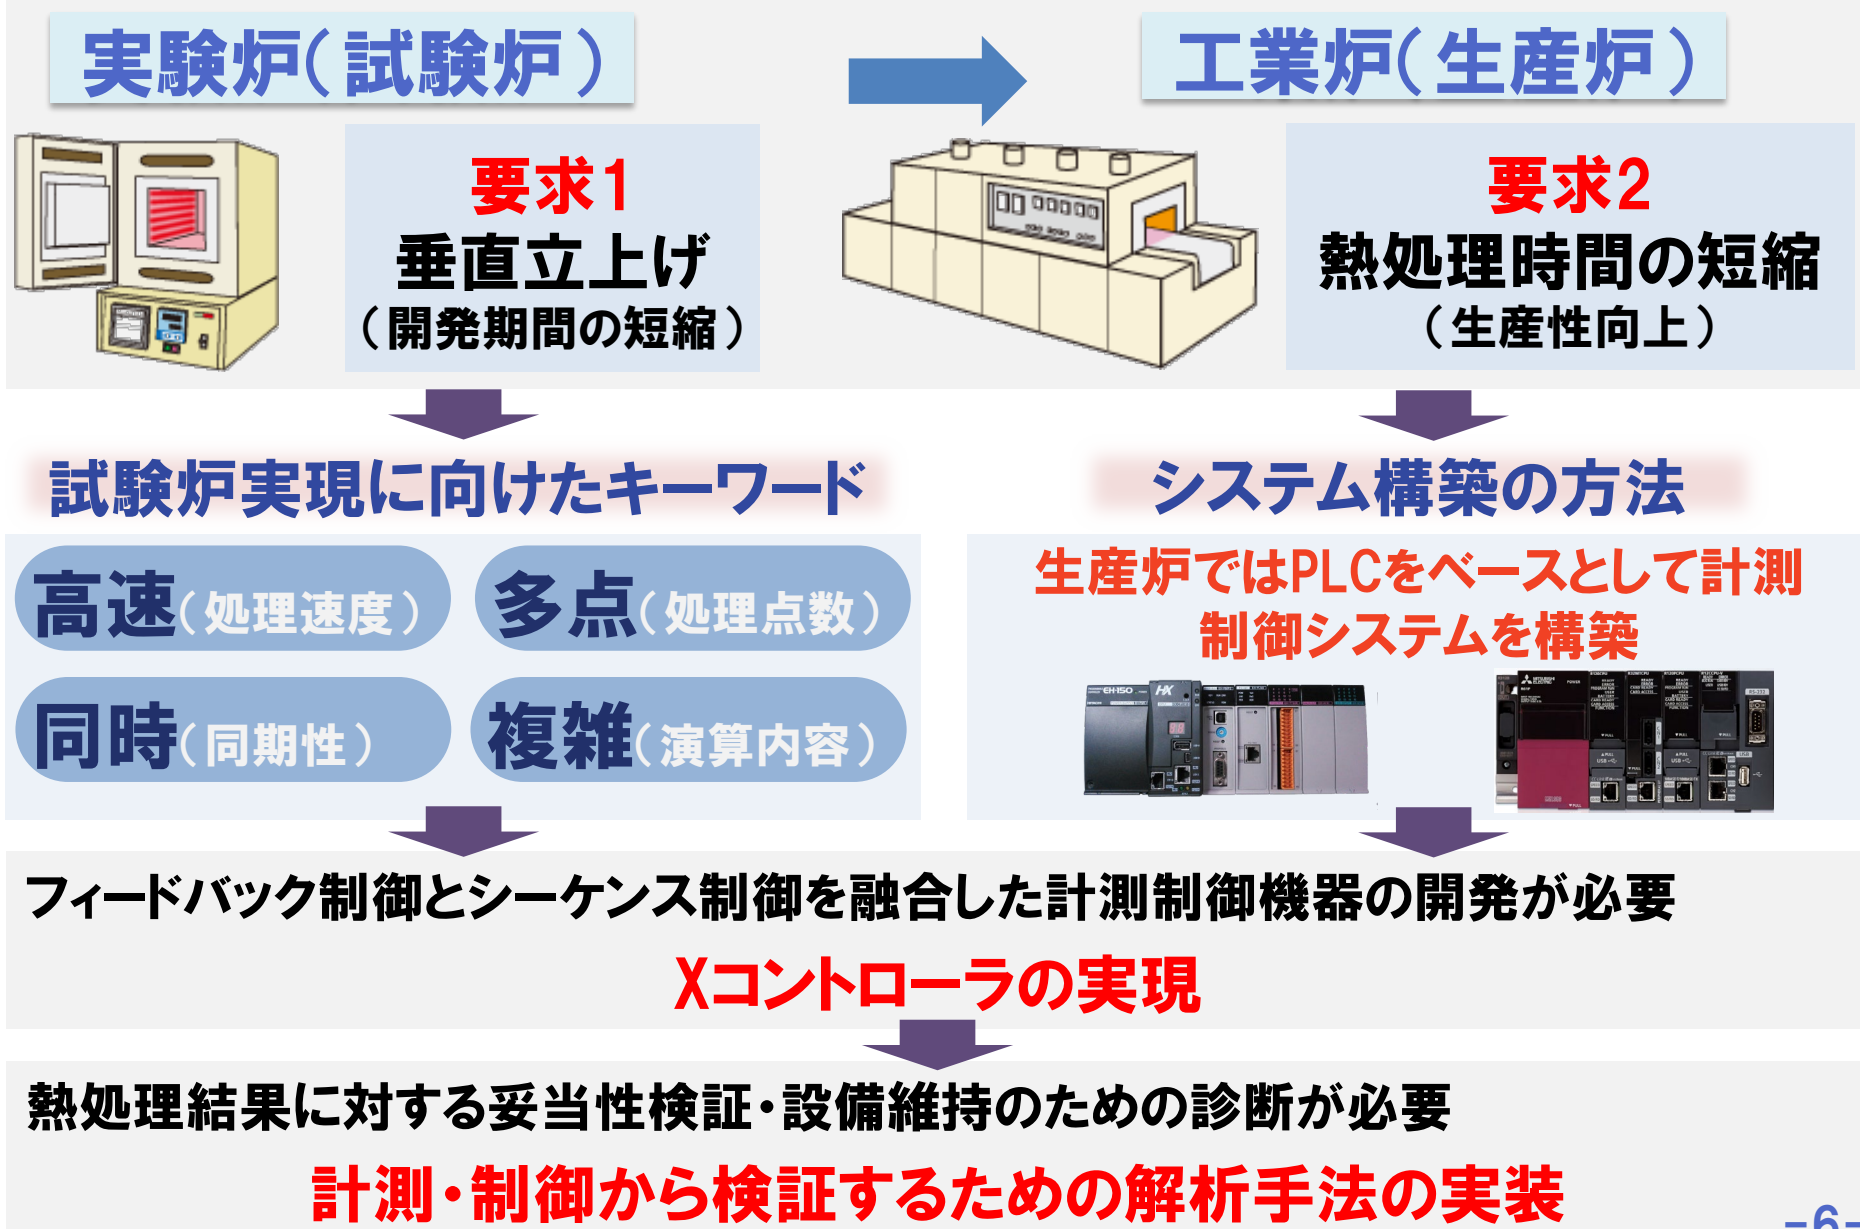 実験炉(試験炉)
工業炉(生産炉)
要求1
垂直立上げ
(開発期間の短縮)
要求2
熱処理時間の短縮
(生産性向上)
試験炉実現に向けたキーワード
システム構築の方法
高速(処理速度)
多点(処理点数)
同時(同期性)
複雑(演算内容)
生産炉ではPLCをベースとして計測
制御システムを構築
EH-150
HX
MITSUBISHI
ELECTRIC
POWER
RS-232
USB
フィードバック制御とシーケンス制御を融合した計測制御機器の開発が必要
Xコントローラの実現
熱処理結果に対する妥当性検証・設備維持のための診断が必要
計測・制御から検証するための解析手法の実装
-6-